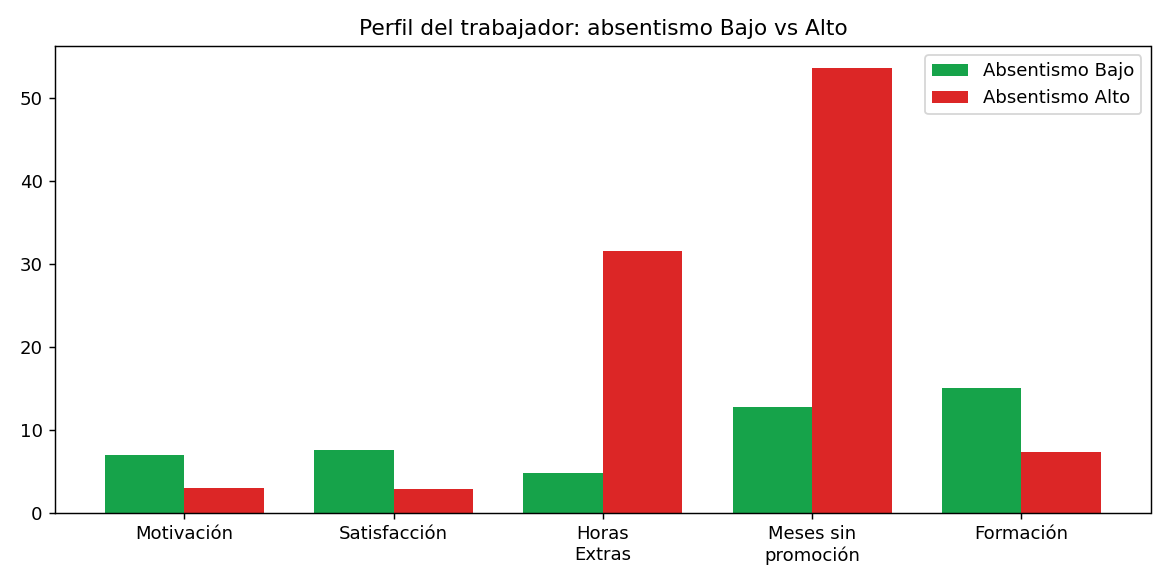 Perfil del trabajador: absentismo Bajo vs Alto
Absentismo Bajo
Absentismo Alto
50
40
30
20
10
0
Motivación
Satisfacción
Horas
Extras
Meses sin
promoción
Formación